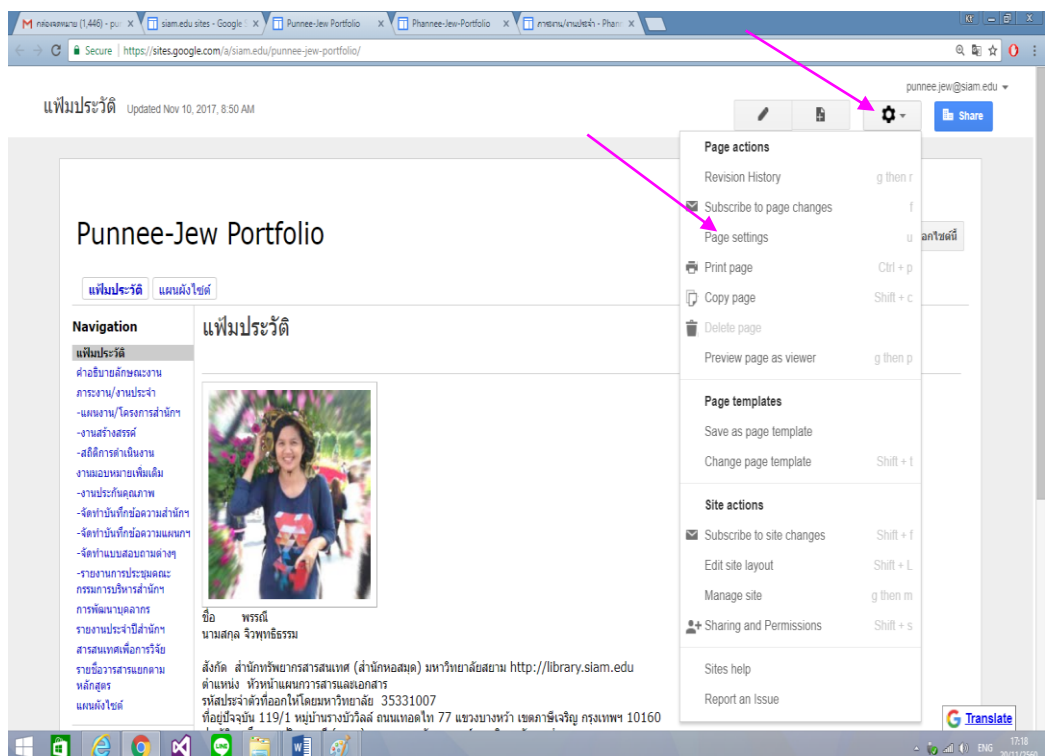 siam.edu sites - Google S
Punnee-Jew Portfolio
Phannee-Jew-Portfolio
ภาระงาน/งานประจำ - Phan
Secure https://sites.google.com/a/siam.edu/punnee-jew-portfolio/
punnee.jew@siam.edu
แฟ้มประวัติ Updated Nov 10, 2017, 8:50 AM
Share
Page actions
Revision History g then r
Subscribe to page changes f
Page settings u
Print page Ctrl + p
Copy page Shift + c
Delete page
Preview page as viewer g then p
Page templates
Save as page template
Change page template Shift + t
Site actions
Subscribe to site changes Shift + f
Edit site layout Shift + L
Manage site g then m
Sharing and Permissions Shift + s
Sites help
Report an Issue
Punnee-Jew Portfolio
แฟ้มประวัติ แผนผังไซต์
Navigation
แฟ้มประวัติ
คำอธิบายลักษณะงาน
ภาระงาน/งานประจำ
-แผนงาน/โครงการสำนักฯ
-งานสร้างสรรค์
-สถิติการดำเนินงาน
งานมอบหมายเพิ่มเติม
-งานประกันคุณภาพ
-จัดทำบันทึกข้อความสำนักฯ
-จัดทำบันทึกข้อความแผนกฯ
-จัดทำแบบสอบถามต่างๆ
-รายงานการประชุมคณะ
กรรมการบริหารสำนักฯ
การพัฒนาบุคลากร
รายงานประจำปีสำนักฯ
สารสนเทศเพื่อการวิจัย
รายชื่อวารสารแยกตาม
หลักสูตร
แผนผังไซต์
แฟ้มประวัติ
ชื่อ พรรณี
นามสกุล จิวพุทธิธรรม
สังกัด สำนักทรัพยากรสารสนเทศ (สำนักหอสมุด) มหาวิทยาลัยสยาม http://library.siam.edu
ตำแหน่ง หัวหน้าแผนกวารสารและเอกสาร
รหัสประจำตัวที่ออกให้โดยมหาวิทยาลัย 35331007
ที่อยู่ปัจจุบัน 119/1 หมู่บ้านรางบัววิลล์ ถนนเทอดไท 77 แขวงบางหว้า เขตภาษีเจริญ กรุงเทพฯ 10160
Translate
ENG 17:18
20/11/2560